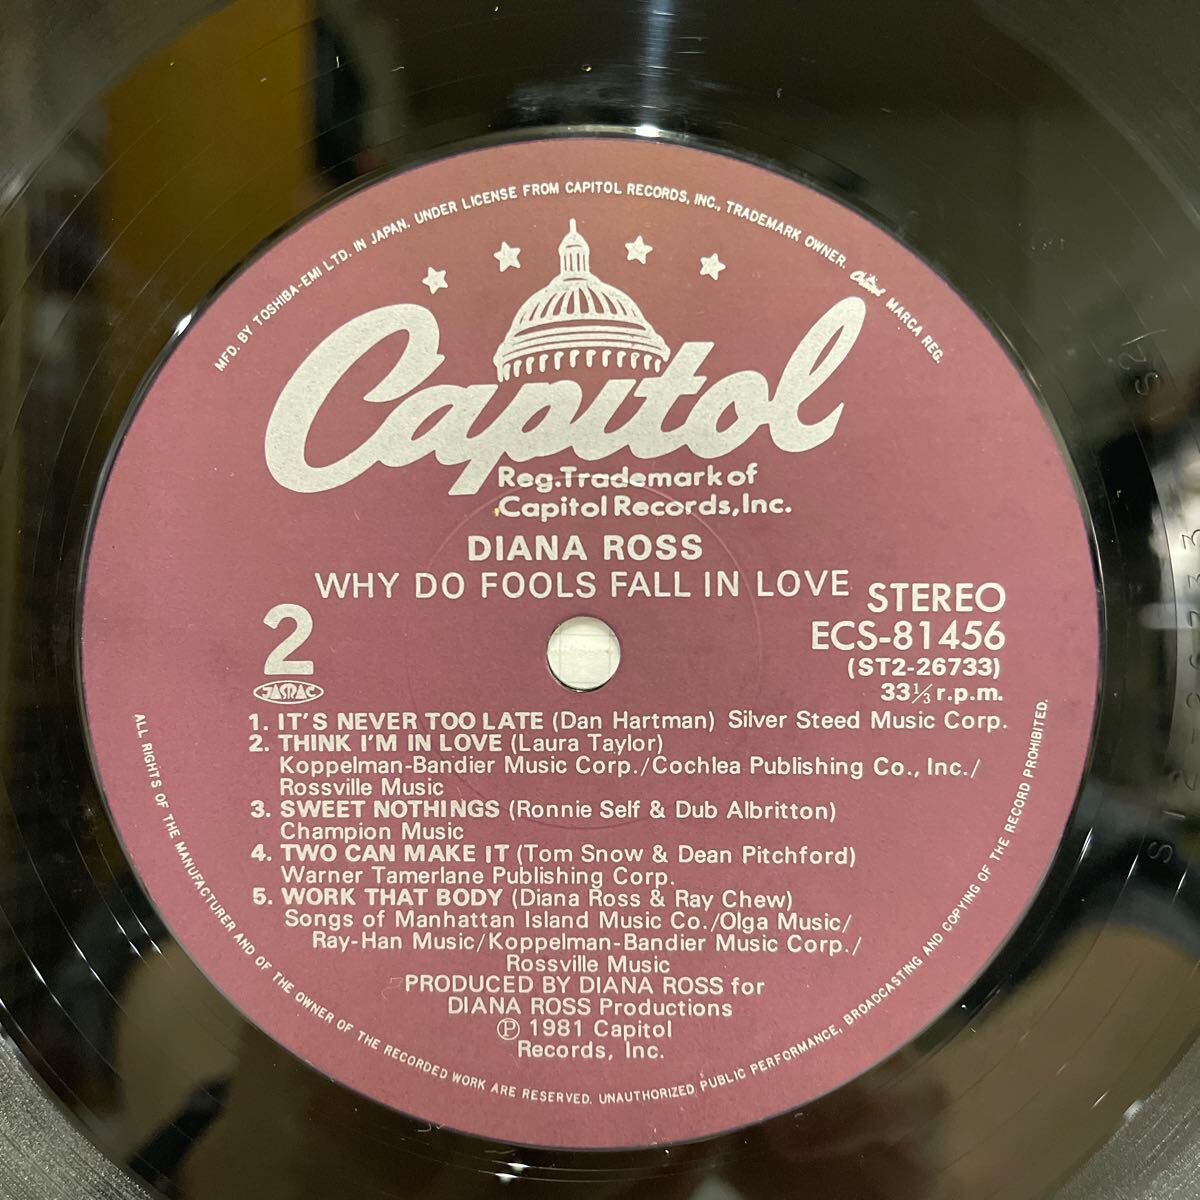 MFD. BY TOSHIBA-EMI LTD. IN JAPAN. UNDER LICENSE FROM CAPITOL RECORDS, INC., TRADEMARK OWNER. Capitol MARCA REG.
Capitol
Reg.Trademark of
Capitol Records,Inc.
DIANA ROSS
WHY DO FOOLS FALL IN LOVE
2
JASRAC
STEREO
ECS-81456
(ST2-26733)
33⅓ r.p.m.
1. IT'S NEVER TOO LATE (Dan Hartman) Silver Steed Music Corp.
2. THINK I'M IN LOVE (Laura Taylor)
Koppelman-Bandier Music Corp./Cochlea Publishing Co., Inc./
Rossville Music
3. SWEET NOTHINGS (Ronnie Self & Dub Albritton)
Champion Music
4. TWO CAN MAKE IT (Tom Snow & Dean Pitchford)
Warner Tamerlane Publishing Corp.
5. WORK THAT BODY (Diana Ross & Ray Chew)
Songs of Manhattan Island Music Co./Olga Music/
Ray-Han Music/Koppelman-Bandier Music Corp./
Rossville Music
PRODUCED BY DIANA ROSS for
DIANA ROSS Productions
Ⓟ 1981 Capitol
Records, Inc.
ALL RIGHTS OF THE MANUFACTURER AND OF THE OWNER OF THE RECORDED WORK ARE RESERVED. UNAUTHORIZED PUBLIC PERFORMANCE, BROADCASTING AND COPYING OF THE RECORD PROHIBITED.